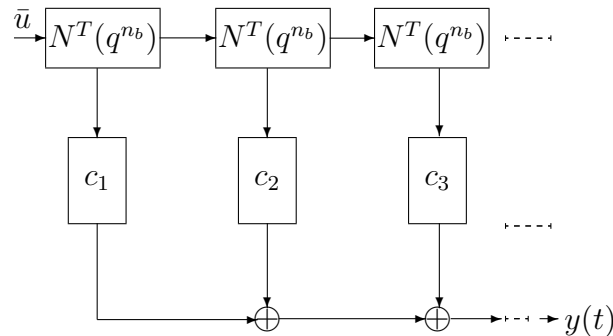 ū N^T(q^{n_b}) N^T(q^{n_b}) N^T(q^{n_b})
c_1 c_2 c_3
y(t)